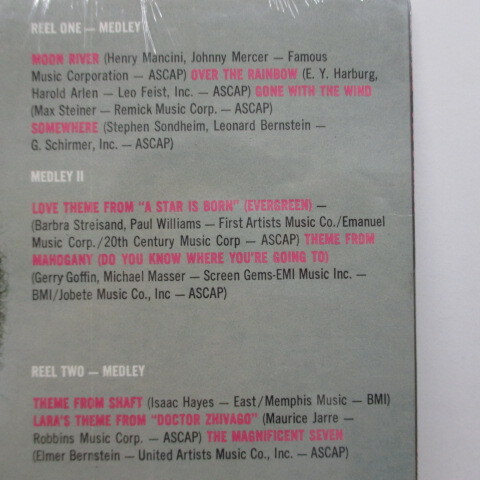 REEL ONE — MEDLEY
MOON RIVER (Henry Mancini, Johnny Mercer — Famous
Music Corporation — ASCAP) OVER THE RAINBOW (E. Y. Harburg,
Harold Arlen — Leo Feist, Inc. — ASCAP) GONE WITH THE WIND
(Max Steiner — Remick Music Corp. — ASCAP)
SOMEWHERE (Stephen Sondheim, Leonard Bernstein —
G. Schirmer, Inc. — ASCAP)
MEDLEY II
LOVE THEME FROM "A STAR IS BORN" (EVERGREEN) —
(Barbra Streisand, Paul Williams — First Artists Music Co./Emanuel
Music Corp./20th Century Music Corp — ASCAP) THEME FROM
MAHOGANY (DO YOU KNOW WHERE YOU'RE GOING TO)
(Gerry Goffin, Michael Masser — Screen Gems-EMI Music Inc. —
BMI/Jobete Music Co., Inc — ASCAP)
REEL TWO — MEDLEY
THEME FROM SHAFT (Isaac Hayes — East/Memphis Music — BMI)
LARA'S THEME FROM "DOCTOR ZHIVAGO" (Maurice Jarre —
Robbins Music Corp. — ASCAP) THE MAGNIFICENT SEVEN
(Elmer Bernstein — United Artists Music Co., Inc. — ASCAP)